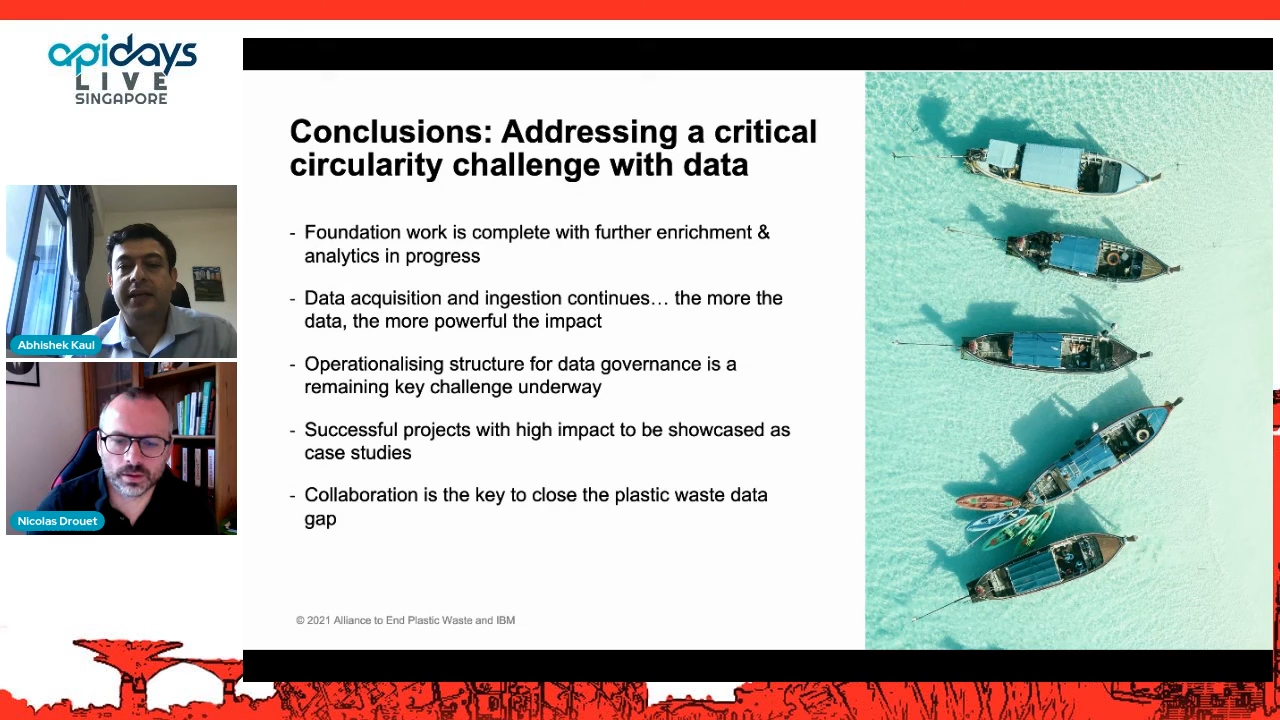 apidays
LIVE
SINGAPORE
Abhishek Kaul
Nicolas Drouet
Conclusions: Addressing a critical
circularity challenge with data
- Foundation work is complete with further enrichment &
analytics in progress
- Data acquisition and ingestion continues… the more the
data, the more powerful the impact
- Operationalising structure for data governance is a
remaining key challenge underway
- Successful projects with high impact to be showcased as
case studies
- Collaboration is the key to close the plastic waste data
gap
© 2021 Alliance to End Plastic Waste and IBM